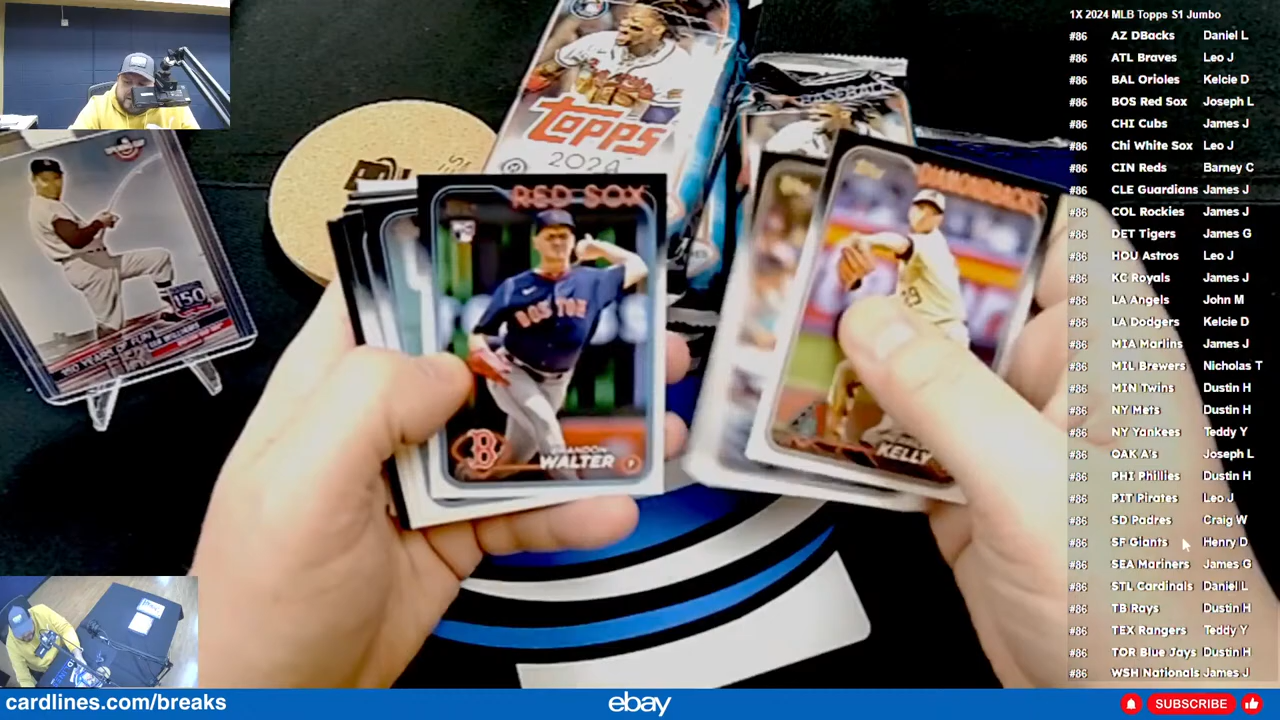 1X 2024 MLB Topps S1 Jumbo
#86 AZ DBacks Daniel L
#86 ATL Braves Leo J
#86 BAL Orioles Kelcie D
#86 BOS Red Sox Joseph L
#86 CHI Cubs James J
#86 Chi White Sox Leo J
#86 CIN Reds Barney C
#86 CLE Guardians James J
#86 COL Rockies James J
#86 DET Tigers James G
#86 HOU Astros Leo J
#86 KC Royals James J
#86 LA Angels John M
#86 LA Dodgers Kelcie D
#86 MIA Marlins James J
#86 MIL Brewers Nicholas T
#86 MIN Twins Dustin H
#86 NY Mets Dustin H
#86 NY Yankees Teddy Y
#86 OAK A's Joseph L
#86 PHI Phillies Dustin H
#86 PIT Pirates Leo J
#86 SD Padres Craig W
#86 SF Giants Henry D
#86 SEA Mariners James G
#86 STL Cardinals Daniel L
#86 TB Rays Dustin H
#86 TEX Rangers Teddy Y
#86 TOR Blue Jays Dustin H
#86 WSH Nationals James J
TOPPS
2024
BASEBALL
RED SOX
BOSTON
B
BRANDON
WALTER
P
DIAMONDBACKS
KELLY
150
150 YEARS OF FUN
cardlines.com/breaks
ebay
SUBSCRIBE